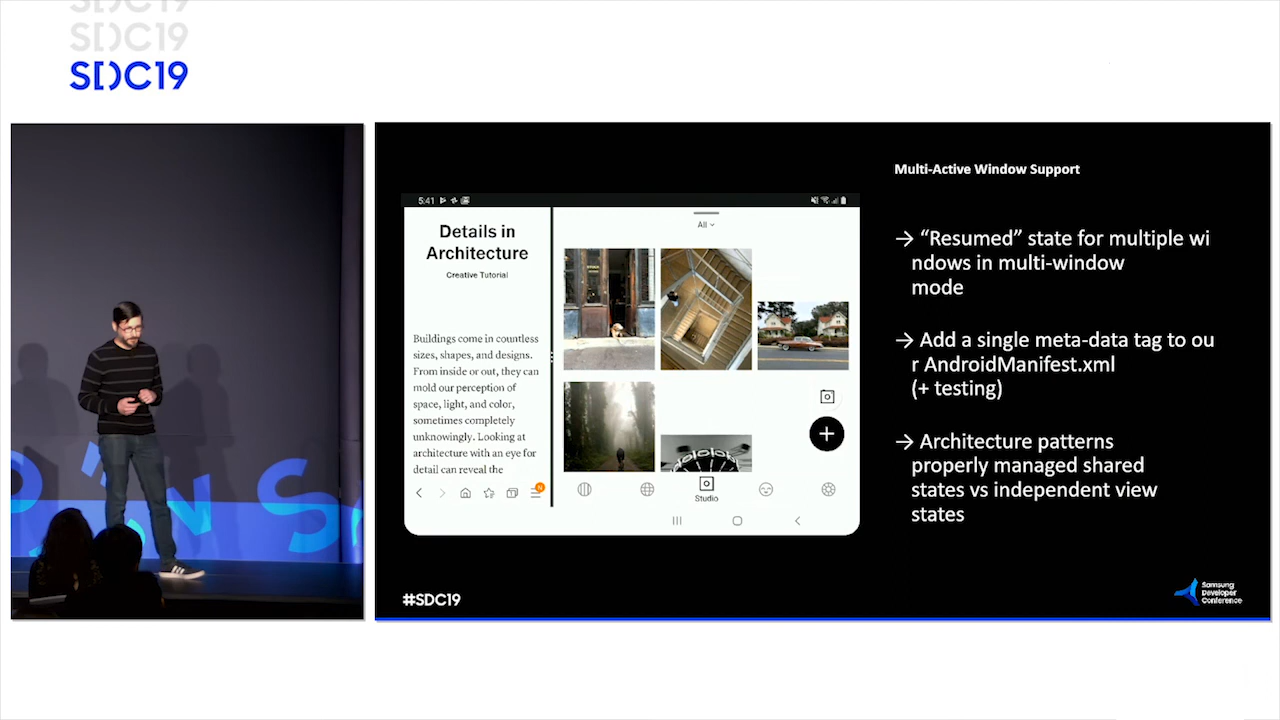 SDC19
SDC19
SDC19
Multi-Active Window Support
5:41
Details in
Architecture
Creative Tutorial
Buildings come in countless
sizes, shapes, and designs.
From inside or out, they can
mold our perception of
space, light, and color,
sometimes completely
unknowingly. Looking at
architecture with an eye for
detail can reveal the
N
All
Studio
→ “Resumed” state for multiple wi
ndows in multi-window
mode
→ Add a single meta-data tag to ou
r AndroidManifest.xml
(+ testing)
→ Architecture patterns
properly managed shared
states vs independent view
states
#SDC19
Samsung
Developer
Conference